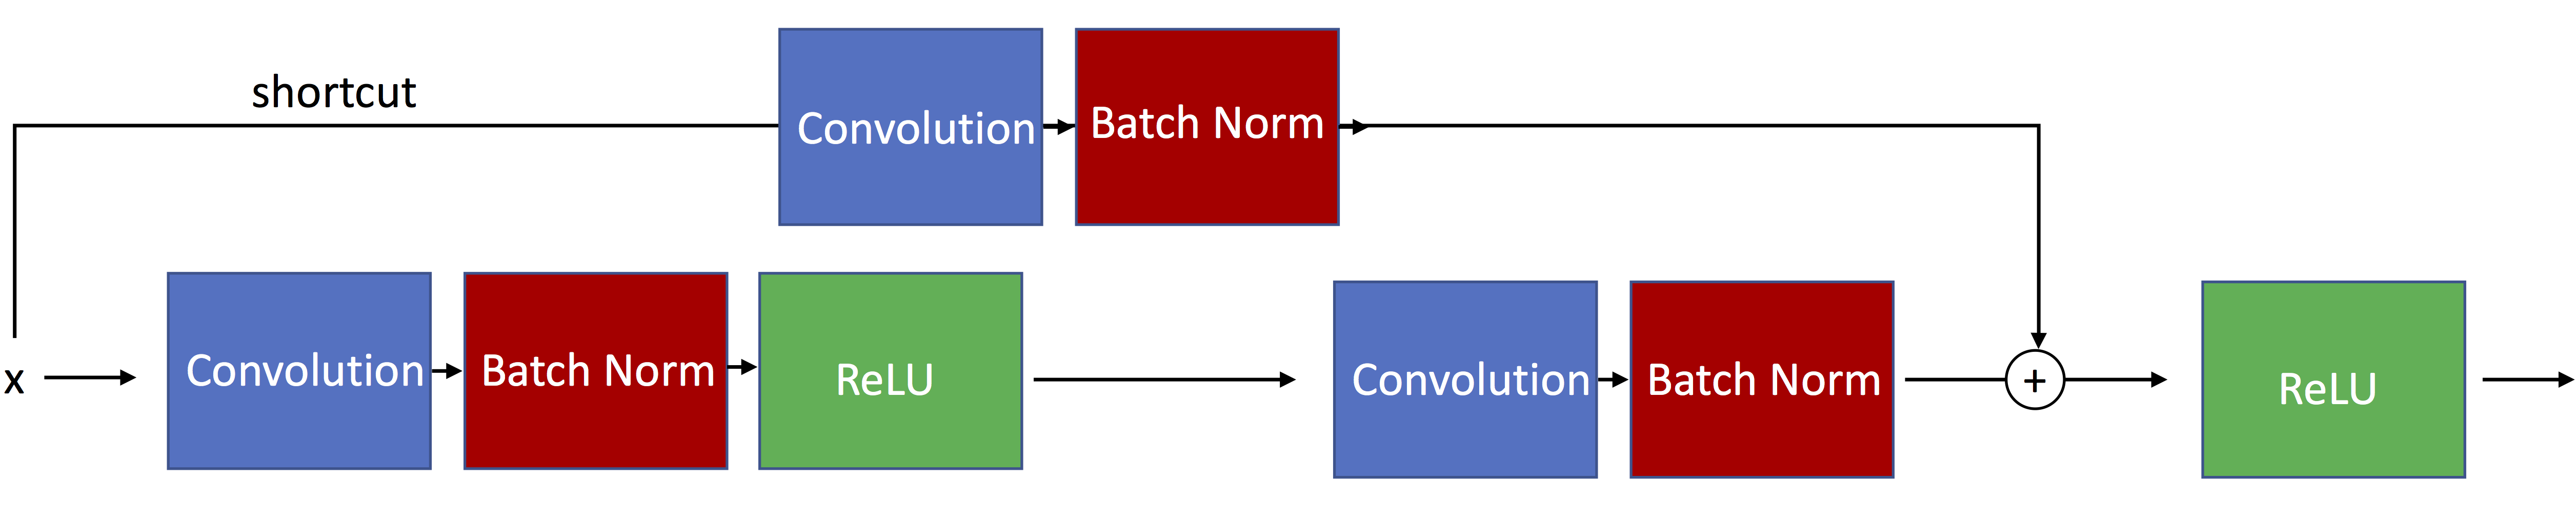 shortcut
Convolution
Batch Norm
x
Convolution
Batch Norm
ReLU
Convolution
Batch Norm
+
ReLU